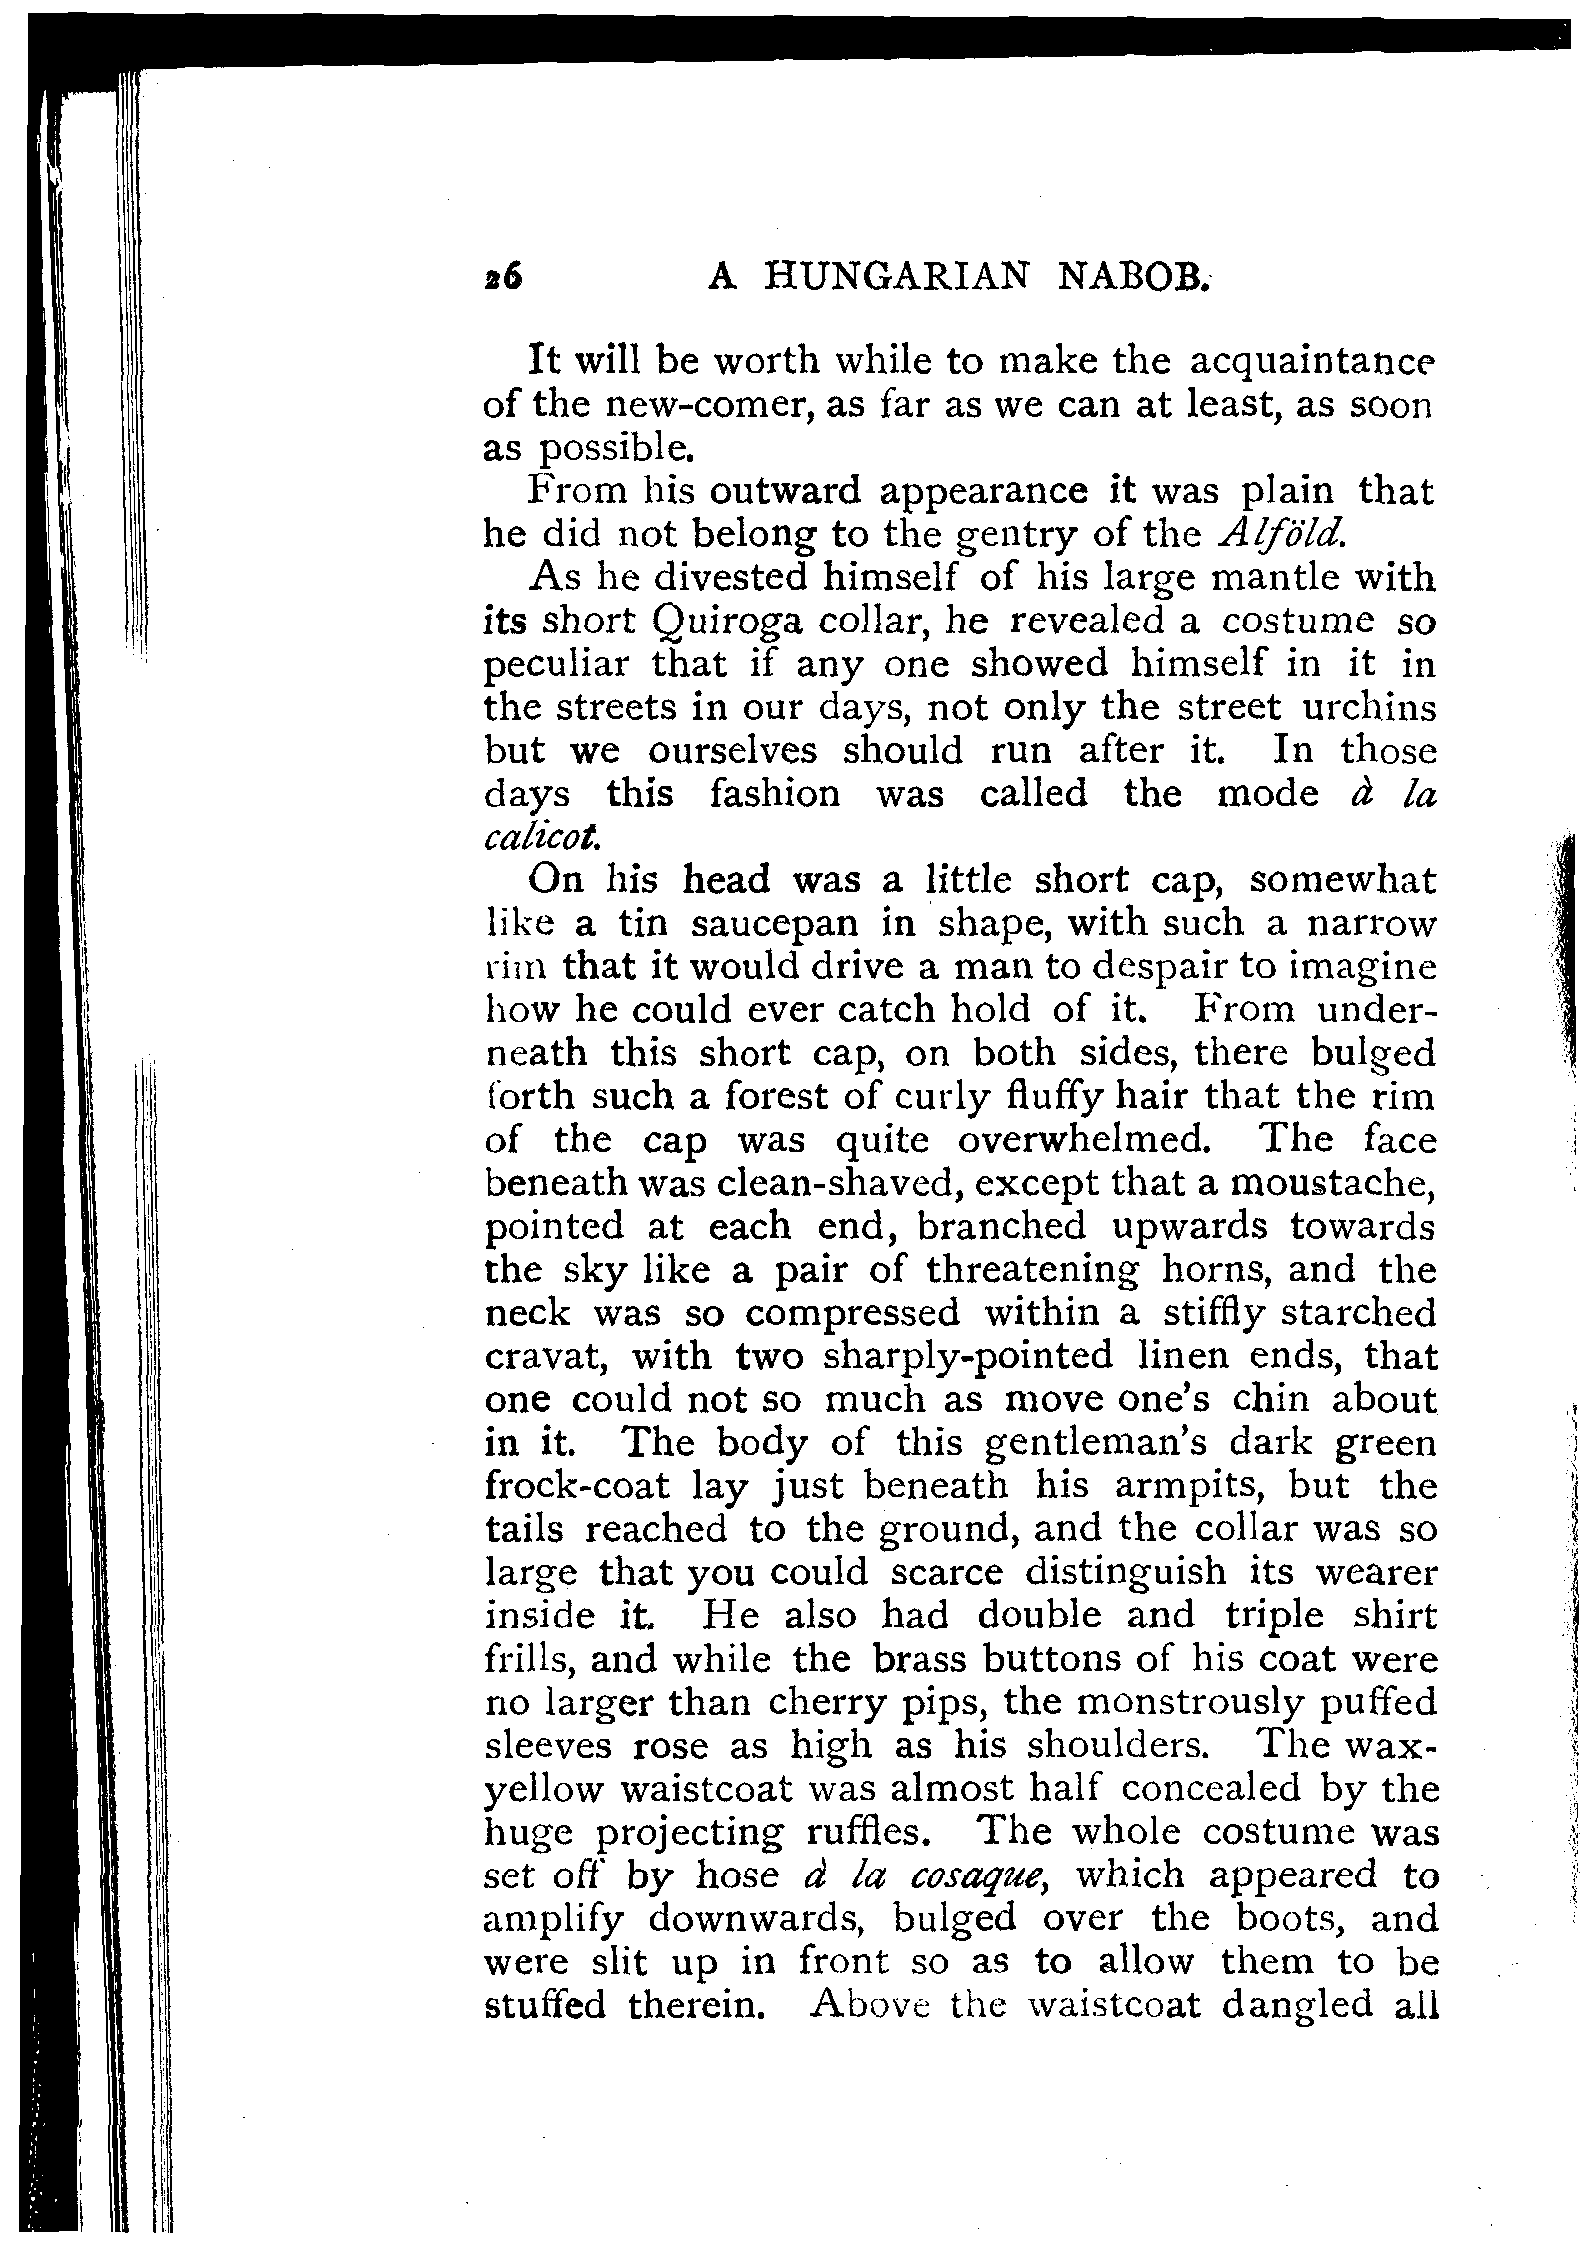 26 A HUNGARIAN NABOB.
It will be worth while to make the acquaintance
of the new-comer, as far as we can at least, as soon
as possible.
From his outward appearance it was plain that
he did not belong to the gentry of the Alföld.
As he divested himself of his large mantle with
its short Quiroga collar, he revealed a costume so
peculiar that if any one showed himself in it in
the streets in our days, not only the street urchins
but we ourselves should run after it. In those
days this fashion was called the mode à la
calicot.
On his head was a little short cap, somewhat
like a tin saucepan in shape, with such a narrow
rim that it would drive a man to despair to imagine
how he could ever catch hold of it. From under-
neath this short cap, on both sides, there bulged
forth such a forest of curly fluffy hair that the rim
of the cap was quite overwhelmed. The face
beneath was clean-shaved, except that a moustache,
pointed at each end, branched upwards towards
the sky like a pair of threatening horns, and the
neck was so compressed within a stiffly starched
cravat, with two sharply-pointed linen ends, that
one could not so much as move one's chin about
in it. The body of this gentleman's dark green
frock-coat lay just beneath his armpits, but the
tails reached to the ground, and the collar was so
large that you could scarce distinguish its wearer
inside it. He also had double and triple shirt
frills, and while the brass buttons of his coat were
no larger than cherry pips, the monstrously puffed
sleeves rose as high as his shoulders. The wax-
yellow waistcoat was almost half concealed by the
huge projecting ruffles. The whole costume was
set off by hose à la cosaque, which appeared to
amplify downwards, bulged over the boots, and
were slit up in front so as to allow them to be
stuffed therein. Above the waistcoat dangled all